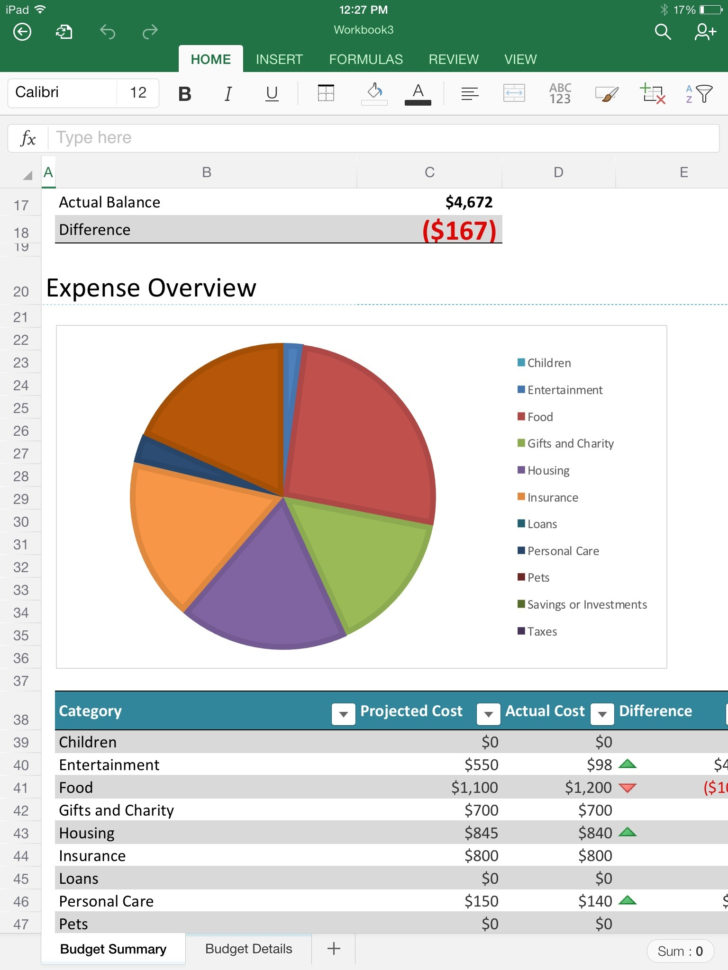 iPad 12:27 PM 17%
Workbook3
HOME INSERT FORMULAS REVIEW VIEW
Calibri 12 B I U A ABC 123 A Z
fx Type here
A B C D E
17 Actual Balance $4,672
18 Difference ($167)
19
20 Expense Overview
21
22
23 Children
24 Entertainment
25 Food
26 Gifts and Charity
27 Housing
28 Insurance
29 Loans
30 Personal Care
31 Pets
32 Savings or Investments
33 Taxes
34
35
36
37
38 Category Projected Cost Actual Cost Difference
39 Children $0 $0
40 Entertainment $550 $98 $4
41 Food $1,100 $1,200 ($10
42 Gifts and Charity $700 $700
43 Housing $845 $840
44 Insurance $800 $800
45 Loans $0 $0
46 Personal Care $150 $140 $
47 Pets $0 $0
Budget Summary Budget Details + Sum : 0